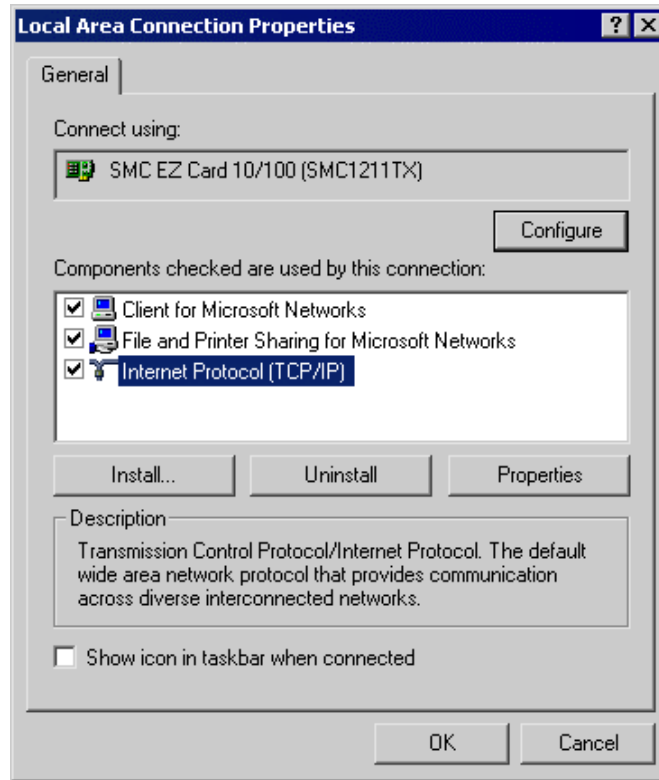 Local Area Connection Properties
General
Connect using:
SMC EZ Card 10/100 (SMC1211TX)
Configure
Components checked are used by this connection:
Client for Microsoft Networks
File and Printer Sharing for Microsoft Networks
Internet Protocol (TCP/IP)
Install...
Uninstall
Properties
Description
Transmission Control Protocol/Internet Protocol. The default
wide area network protocol that provides communication
across diverse interconnected networks.
Show icon in taskbar when connected
OK
Cancel